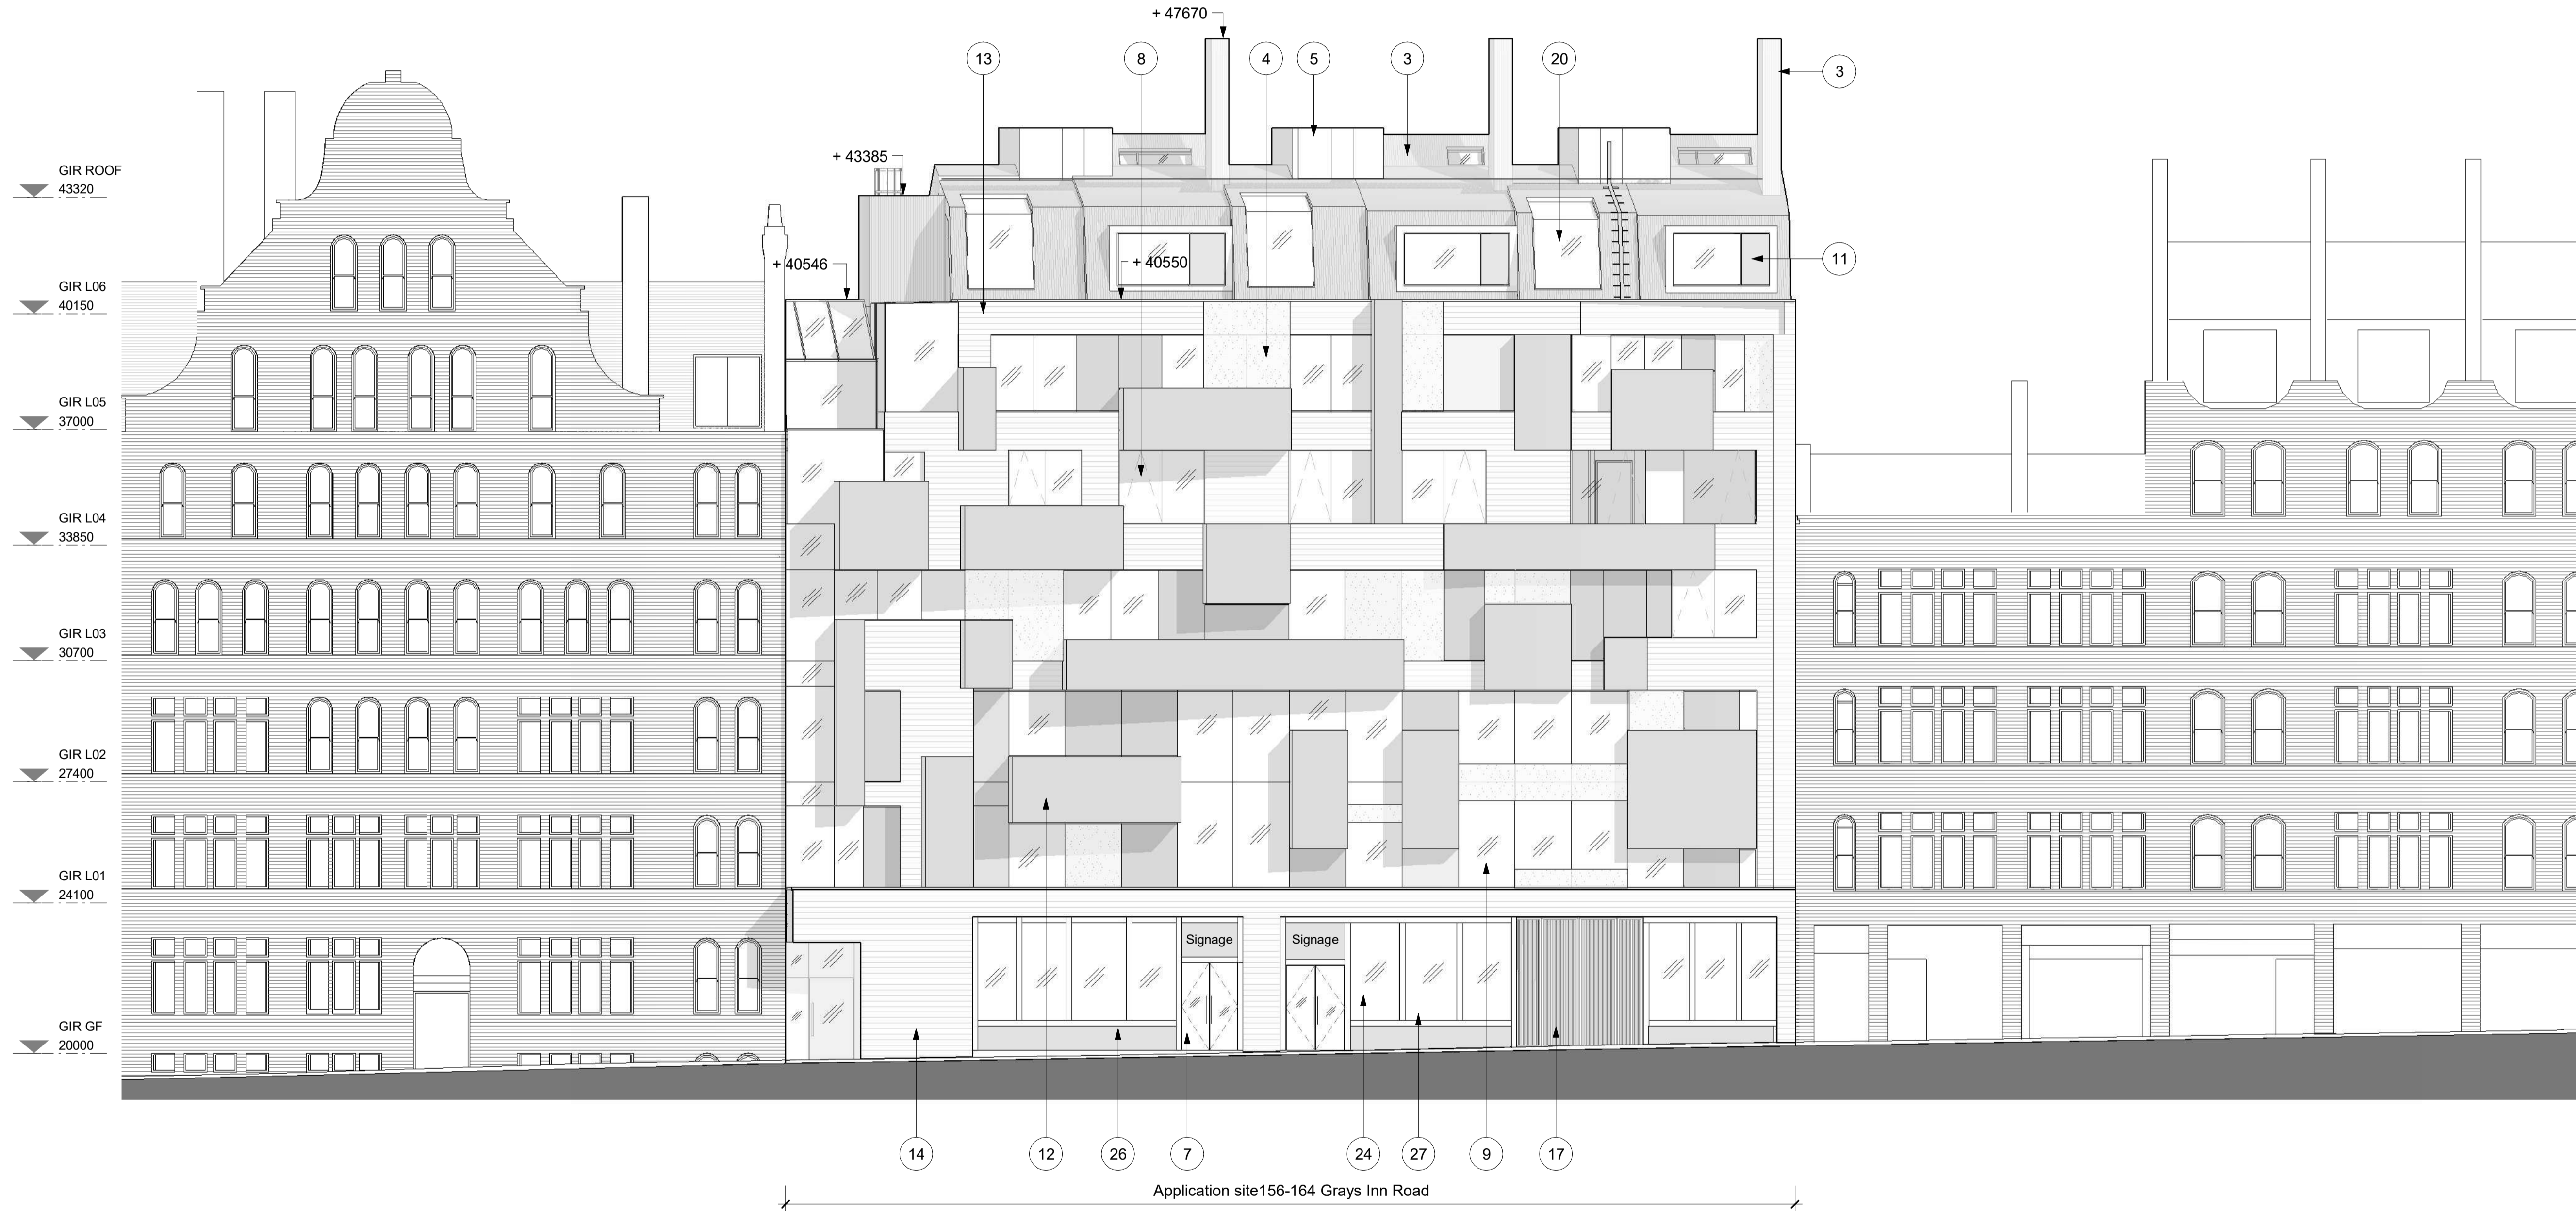 + 47670
13
8
4
5
3
20
3
+ 43385
GIR ROOF
43320
+ 40546
+ 40550
11
GIR L06
40150
GIR L05
37000
GIR L04
33850
GIR L03
30700
GIR L02
27400
GIR L01
24100
Signage
Signage
GIR GF
20000
14
12
26
7
24
27
9
17
Application site156-164 Grays Inn Road